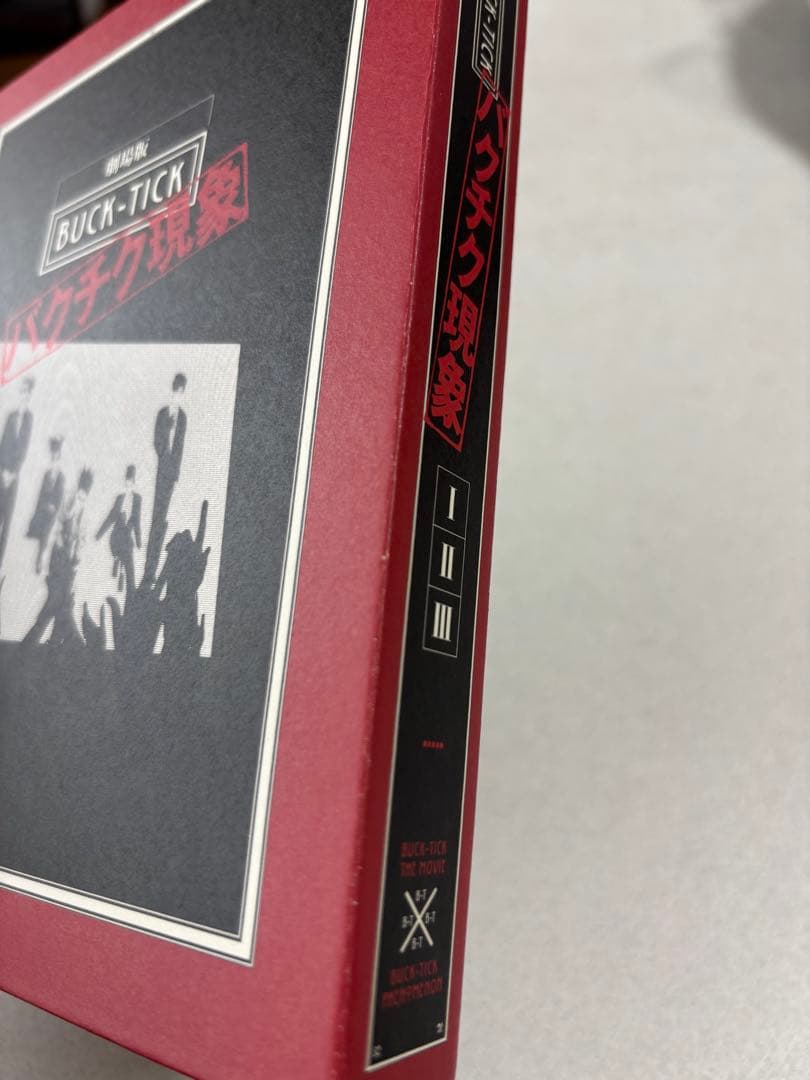 劇場版
BUCK-TICK
バクチク現象
CK-TICK
バクチク現象
I
II
III
BUCK-TICK
THE MOVIE
B-T
B-T
B-T
B-T
BUCK-TICK
PHENOMENON